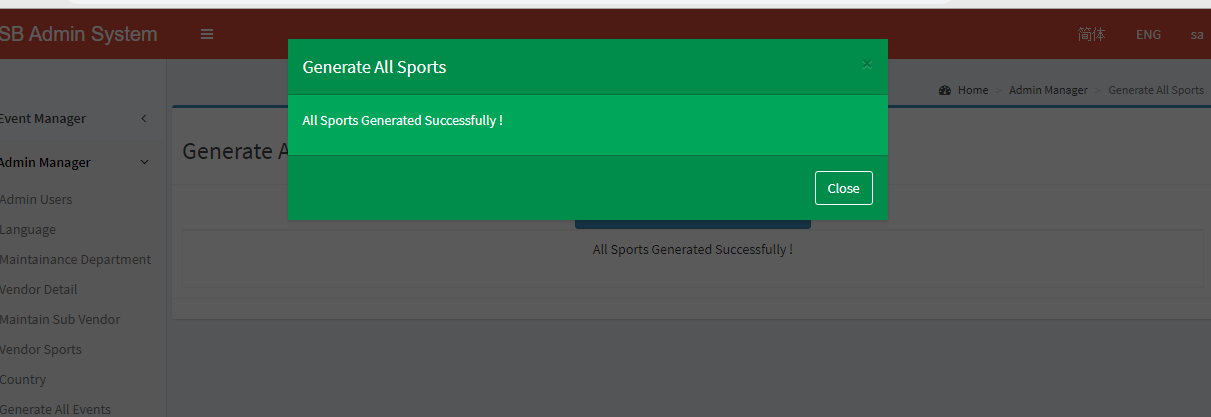 SB Admin System
简体
ENG
sa
Generate All Sports
×
Home > Admin Manager > Generate All Sports
Event Manager
All Sports Generated Successfully !
Generate A
Admin Manager
Close
Admin Users
Language
All Sports Generated Successfully !
Maintainance Department
Vendor Detail
Maintain Sub Vendor
Vendor Sports
Country
Generate All Events